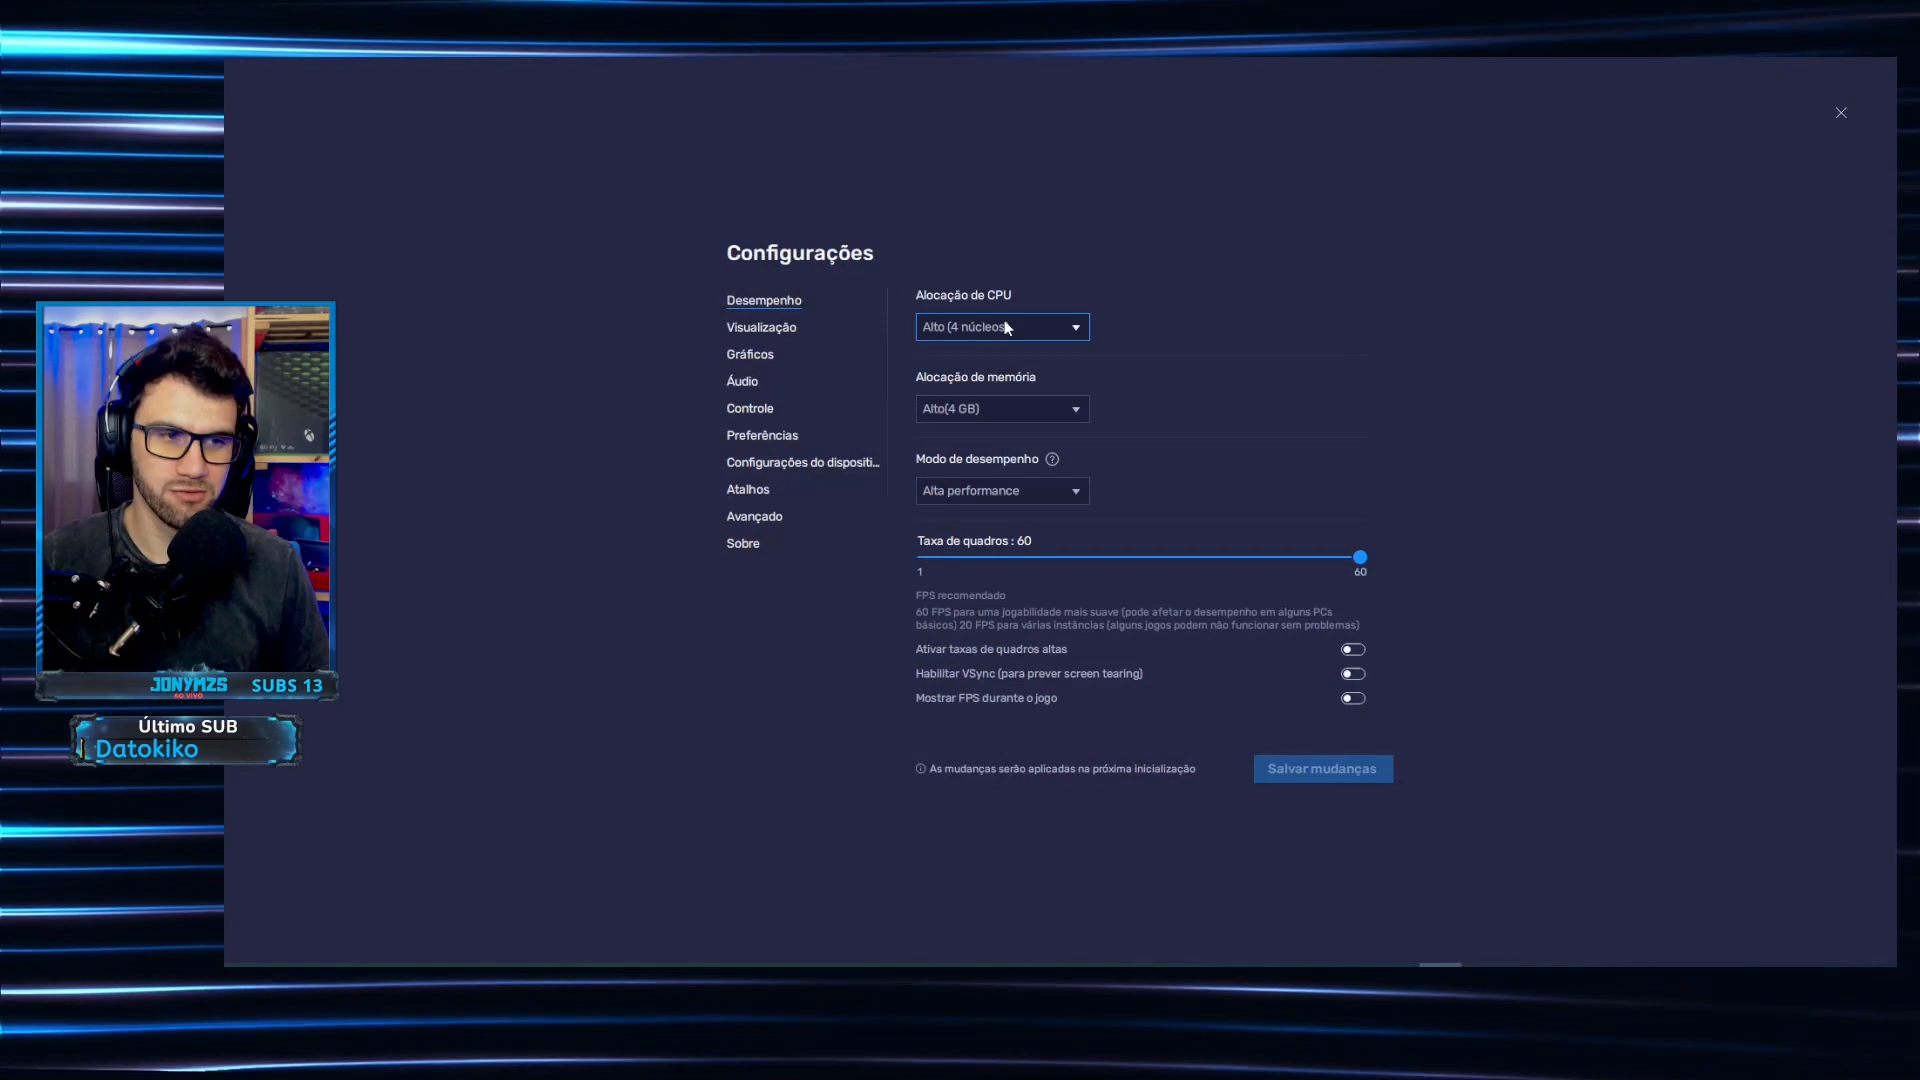 Configurações
Desempenho
Visualização
Gráficos
Áudio
Controle
Preferências
Configurações do dispositi...
Atalhos
Avançado
Sobre
Alocação de CPU
Alto (4 núcleos
Alocação de memória
Alto(4 GB)
Modo de desempenho
Alta performance
Taxa de quadros : 60
1
60
FPS recomendado
60 FPS para uma jogabilidade mais suave (pode afetar o desempenho em alguns PCs
básicos) 20 FPS para várias instâncias (alguns jogos podem não funcionar sem problemas)
Ativar taxas de quadros altas
Habilitar VSync (para prever screen tearing)
Mostrar FPS durante o jogo
As mudanças serão aplicadas na próxima inicialização
Salvar mudanças
JONYMZS
AO VIVO
SUBS 13
Último SUB
Datokiko